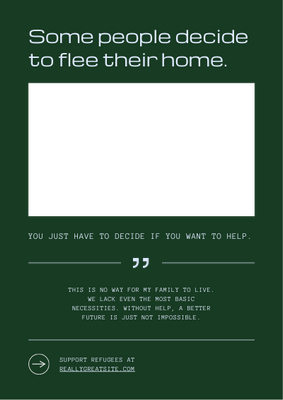 Some people decide
to flee their home.
YOU JUST HAVE TO DECIDE IF YOU WANT TO HELP.
”
THIS IS NO WAY FOR MY FAMILY TO LIVE.
WE LACK EVEN THE MOST BASIC
NECESSITIES. WITHOUT HELP, A BETTER
FUTURE IS JUST NOT IMPOSSIBLE.
SUPPORT REFUGEES AT
REALLYGREATSITE.COM